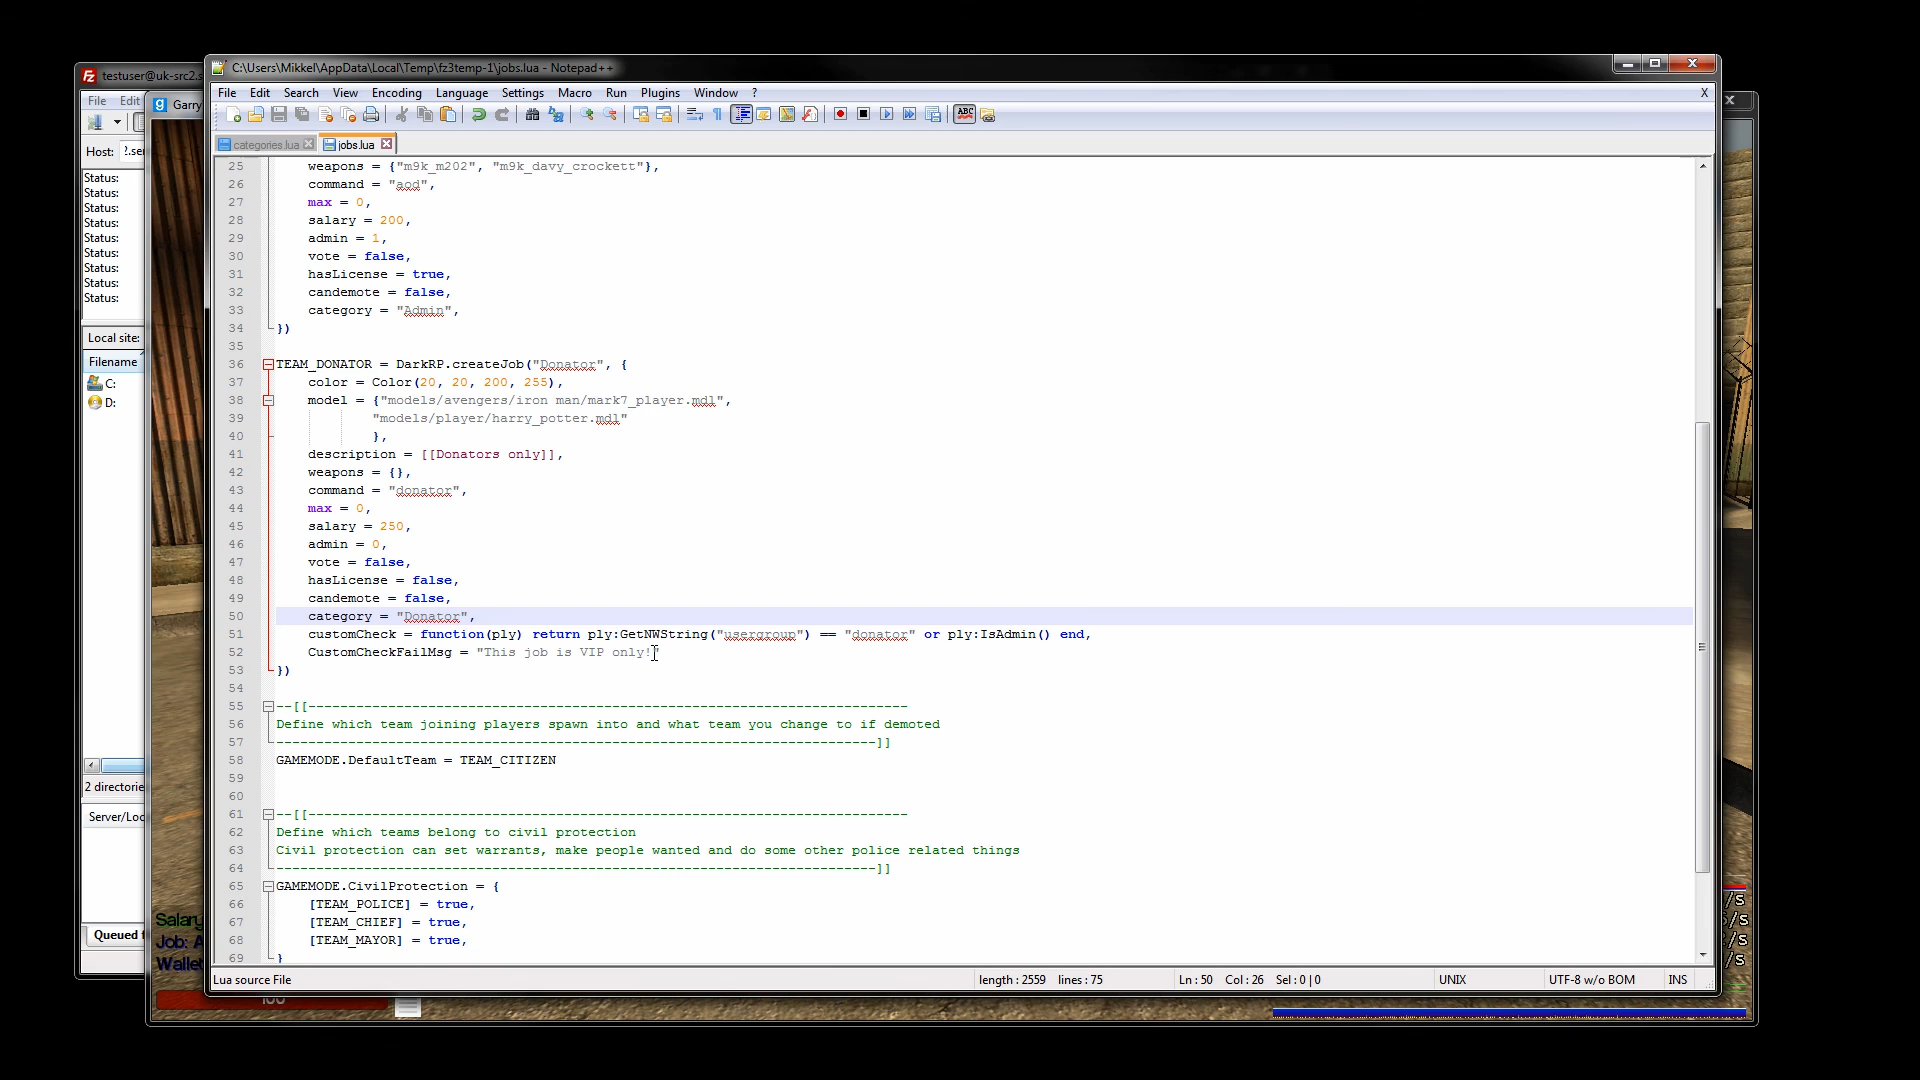 testuser@uk-src2.s
File Edit
Host: ?.ser
Status:
Status:
Status:
Status:
Status:
Status:
Status:
Status:
Status:
Local site:
Filename
C:
D:
2 directorie
Server/Loc
Queued f
Garry
Salary
Job: A
Wallet
100
C:\Users\Mikkel\AppData\Local\Temp\fz3temp-1\jobs.lua - Notepad++
File Edit Search View Encoding Language Settings Macro Run Plugins Window ? X
categories.lua jobs.lua
25 weapons = {"m9k_m202", "m9k_davy_crockett"},
26 command = "aod",
27 max = 0,
28 salary = 200,
29 admin = 1,
30 vote = false,
31 hasLicense = true,
32 candemote = false,
33 category = "Admin",
34 })
35
36 TEAM_DONATOR = DarkRP.createJob("Donator", {
37 color = Color(20, 20, 200, 255),
38 model = {"models/avengers/iron man/mark7_player.mdl",
39 "models/player/harry_potter.mdl"
40 },
41 description = [[Donators only]],
42 weapons = {},
43 command = "donator",
44 max = 0,
45 salary = 250,
46 admin = 0,
47 vote = false,
48 hasLicense = false,
49 candemote = false,
50 category = "Donator",
51 customCheck = function(ply) return ply:GetNWString("usergroup") == "donator" or ply:IsAdmin() end,
52 CustomCheckFailMsg = "This job is VIP only!"
53 })
54
55 --[[---------------------------------------------------------------------------
56 Define which team joining players spawn into and what team you change to if demoted
57 ---------------------------------------------------------------------------]]
58 GAMEMODE.DefaultTeam = TEAM_CITIZEN
59
60
61 --[[---------------------------------------------------------------------------
62 Define which teams belong to civil protection
63 Civil protection can set warrants, make people wanted and do some other police related things
64 ---------------------------------------------------------------------------]]
65 GAMEMODE.CivilProtection = {
66 [TEAM_POLICE] = true,
67 [TEAM_CHIEF] = true,
68 [TEAM_MAYOR] = true,
69 }
Lua source File length : 2559 lines : 75 Ln : 50 Col : 26 Sel : 0 | 0 UNIX UTF-8 w/o BOM INS
/s
/s
/s
/s